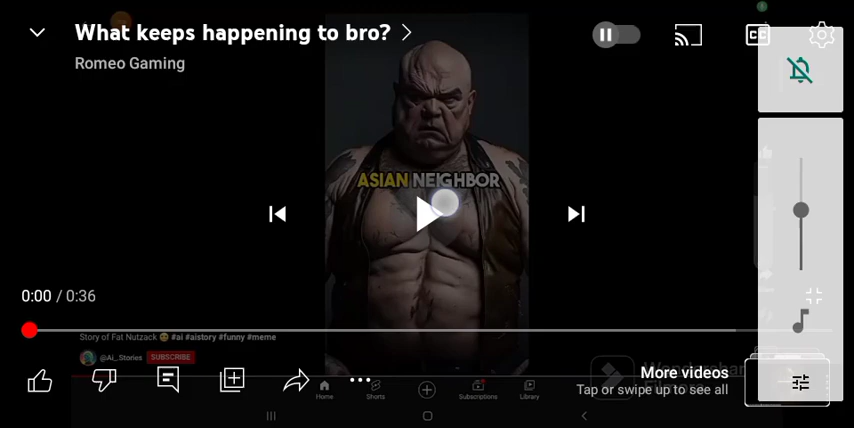 What keeps happening to bro?
Romeo Gaming
CC
ASIAN NEIGHBOR
0:00 / 0:36
Story of Fat Nutzack 😔 #ai #aistory #funny #meme
@Ai_Stories SUBSCRIBE
More videos
Tap or swipe up to see all
Home Shorts Subscriptions Library